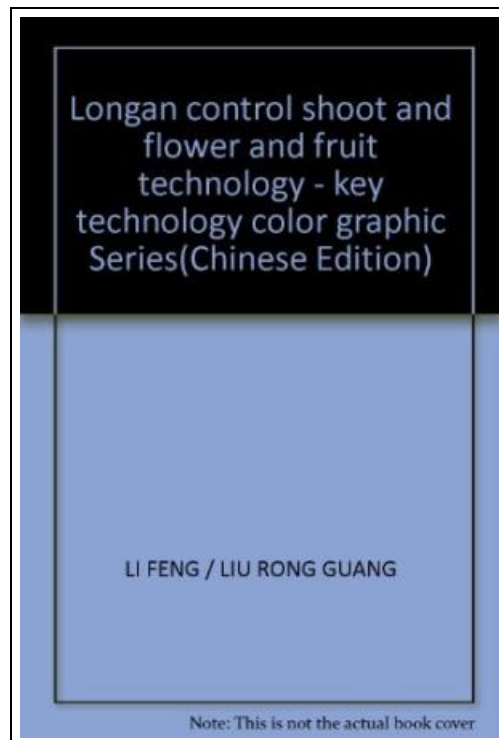 Longan control shoot and
flower and fruit
technology - key
technology color graphic
Series(Chinese Edition)
LI FENG / LIU RONG GUANG
Note: This is not the actual book cover